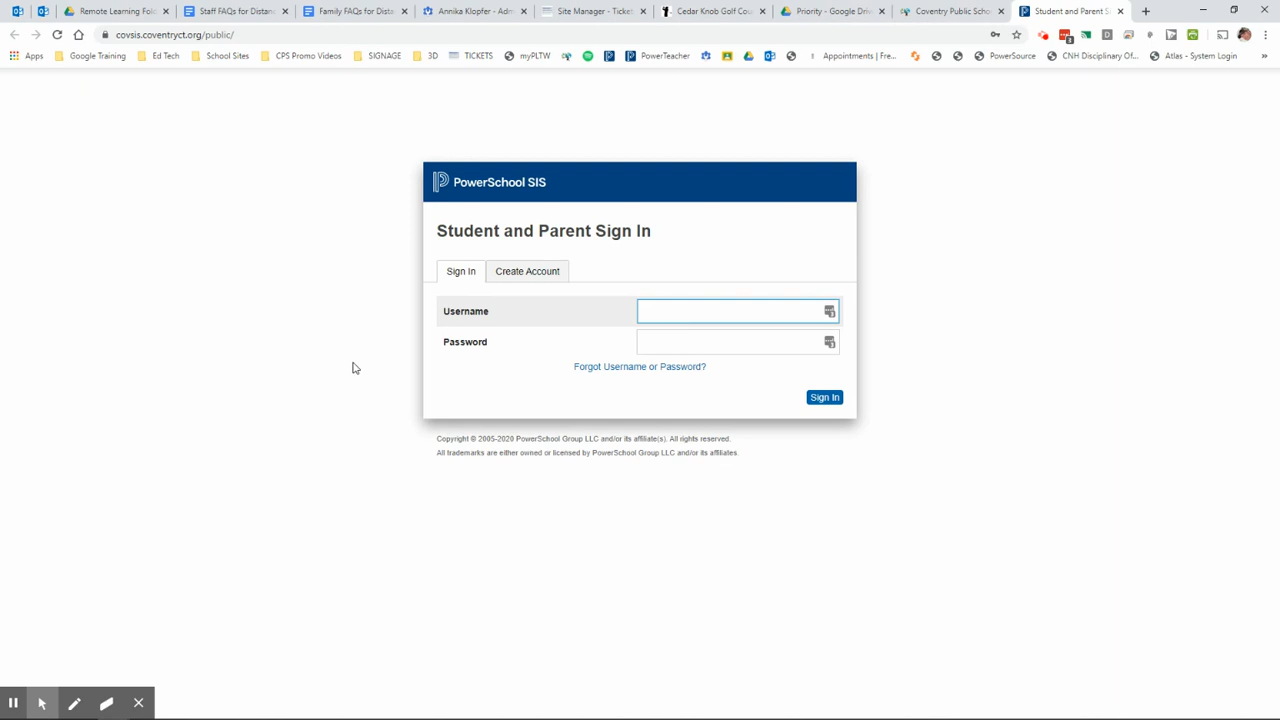 Remote Learning Fold
Staff FAQs for Distan
Family FAQs for Dista
Annika Klopfer - Adm
Site Manager - Ticket
Cedar Knob Golf Cou
Priority - Google Driv
Coventry Public Scho
Student and Parent Si
covsis.coventryct.org/public/
Apps
Google Training
Ed Tech
School Sites
CPS Promo Videos
SIGNAGE
3D
TICKETS
myPLTW
PowerTeacher
Appointments | Fre...
PowerSource
CNH Disciplinary Of...
Atlas - System Login
PowerSchool SIS
Student and Parent Sign In
Sign In
Create Account
Username
Password
Forgot Username or Password?
Sign In
Copyright © 2005-2020 PowerSchool Group LLC and/or its affiliate(s). All rights reserved.
All trademarks are either owned or licensed by PowerSchool Group LLC and/or its affiliates.